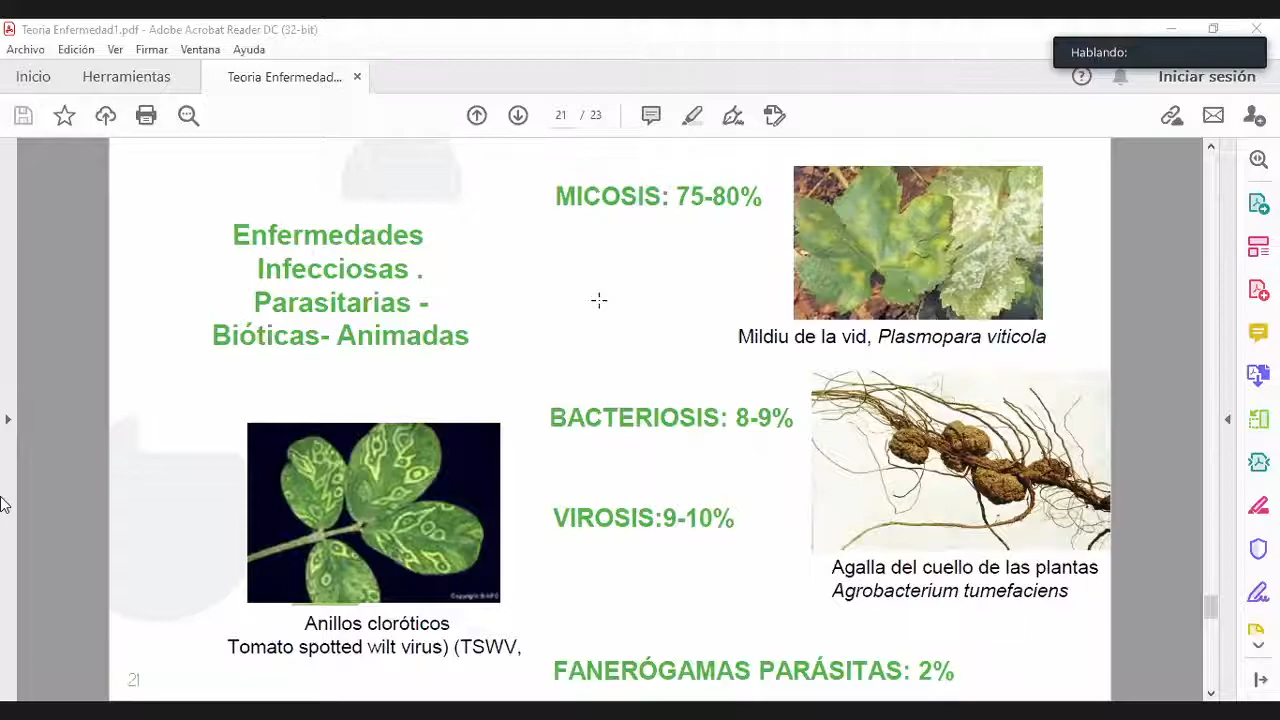 Teoria Enfermedad1.pdf - Adobe Acrobat Reader DC (32-bit)
Archivo Edición Ver Firmar Ventana Ayuda
Hablando:
Inicio Herramientas Teoria Enfermedad... × Iniciar sesión
21 / 23
MICOSIS: 75-80%
Enfermedades
Infecciosas .
Parasitarias -
Bióticas- Animadas
Mildiu de la vid, Plasmopara viticola
BACTERIOSIS: 8-9%
VIROSIS:9-10%
Agalla del cuello de las plantas
Agrobacterium tumefaciens
Anillos cloróticos
Tomato spotted wilt virus) (TSWV,
FANERÓGAMAS PARÁSITAS: 2%
21